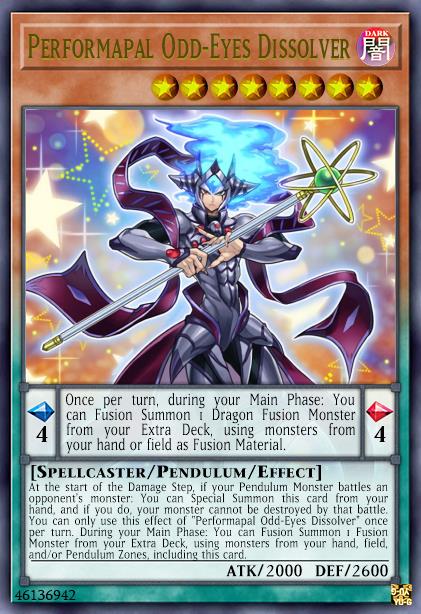 Performapal Odd-Eyes Dissolver
DARK
闇
Once per turn, during your Main Phase: You
can Fusion Summon 1 Dragon Fusion Monster
from your Extra Deck, using monsters from
your hand or field as Fusion Material.
4
4
[Spellcaster/Pendulum/Effect]
At the start of the Damage Step, if your Pendulum Monster battles an
opponent's monster: You can Special Summon this card from your
hand, and if you do, your monster cannot be destroyed by that battle.
You can only use this effect of "Performapal Odd-Eyes Dissolver" once
per turn. During your Main Phase: You can Fusion Summon 1 Fusion
Monster from your Extra Deck, using monsters from your hand, field,
and/or Pendulum Zones, including this card.
ATK/2000 DEF/2600
46136942